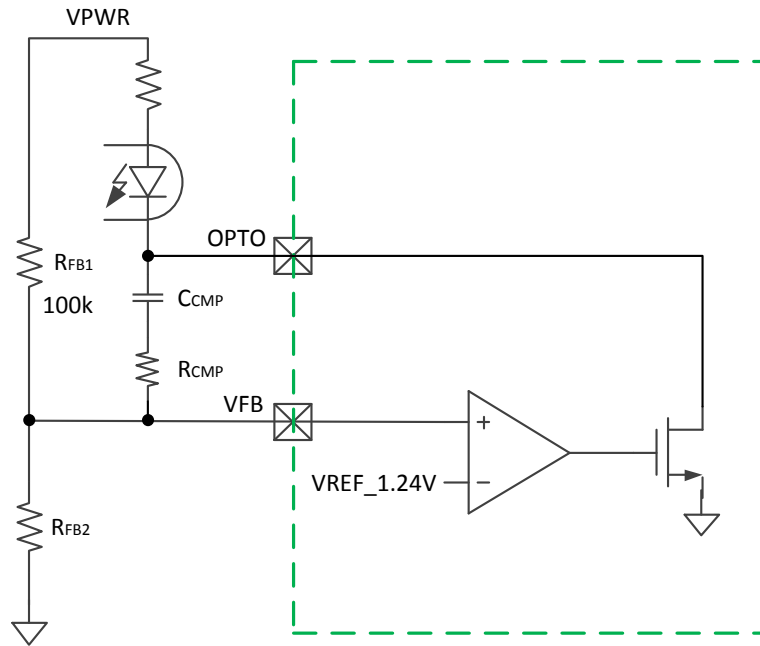 VPWR
OPTO
RFB1
100k
CCMP
RCMP
VFB
+
VREF_1.24V
−
RFB2